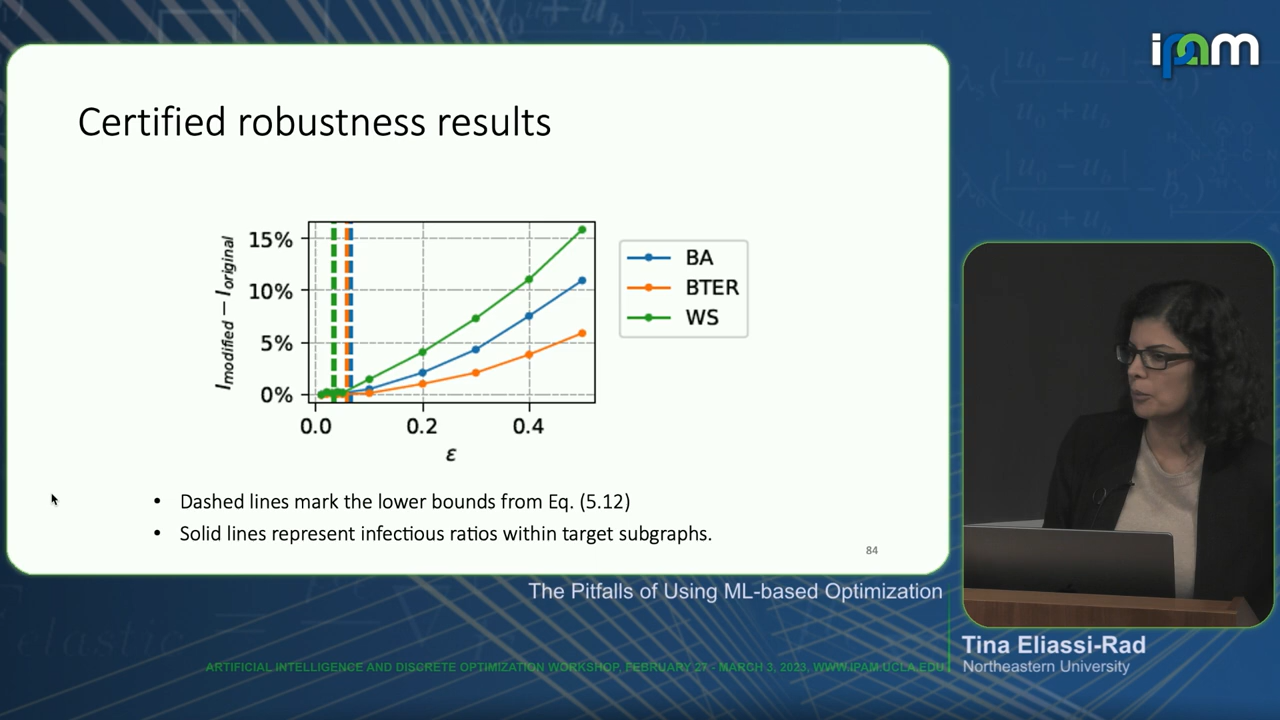 ipam
Certified robustness results
I_modified − I_original
15%
10%
5%
0%
0.0 0.2 0.4
ε
BA
BTER
WS
• Dashed lines mark the lower bounds from Eq. (5.12)
• Solid lines represent infectious ratios within target subgraphs.
84
The Pitfalls of Using ML-based Optimization
Tina Eliassi-Rad
Northeastern University
ARTIFICIAL INTELLIGENCE AND DISCRETE OPTIMIZATION WORKSHOP, FEBRUARY 27 - MARCH 3, 2023, WWW.IPAM.UCLA.EDU
elastic